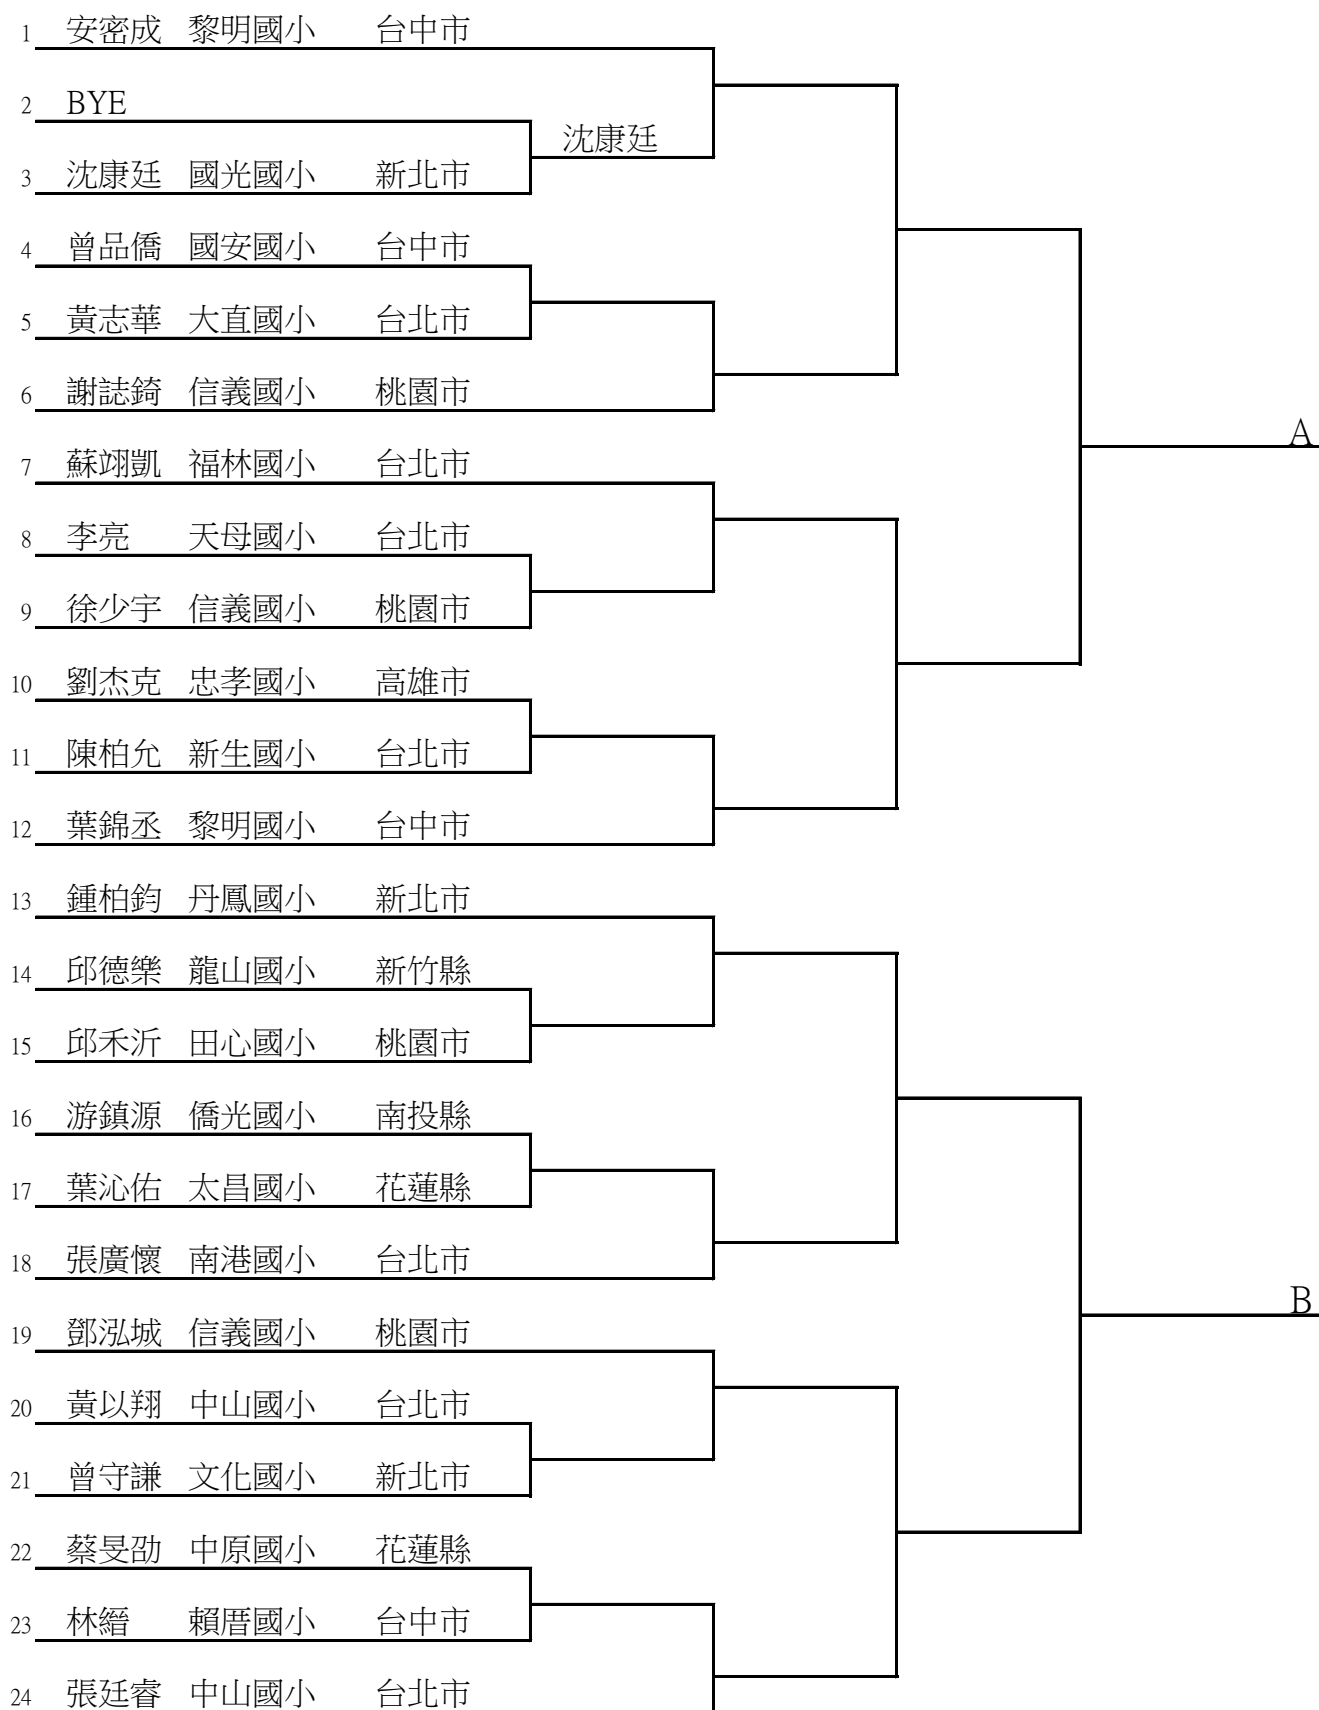 1 安密成 黎明國小 台中市
2 BYE
沈康廷
3 沈康廷 國光國小 新北市
4 曾品僑 國安國小 台中市
5 黃志華 大直國小 台北市
6 謝誌錡 信義國小 桃園市
A
7 蘇翊凱 福林國小 台北市
8 李亮 天母國小 台北市
9 徐少宇 信義國小 桃園市
10 劉杰克 忠孝國小 高雄市
11 陳柏允 新生國小 台北市
12 葉錦丞 黎明國小 台中市
13 鍾柏鈞 丹鳳國小 新北市
14 邱德樂 龍山國小 新竹縣
15 邱禾沂 田心國小 桃園市
16 游鎮源 僑光國小 南投縣
17 葉沁佑 太昌國小 花蓮縣
18 張廣懷 南港國小 台北市
B
19 鄧泓城 信義國小 桃園市
20 黃以翔 中山國小 台北市
21 曾守謙 文化國小 新北市
22 蔡旻劭 中原國小 花蓮縣
23 林縉 賴厝國小 台中市
24 張廷睿 中山國小 台北市